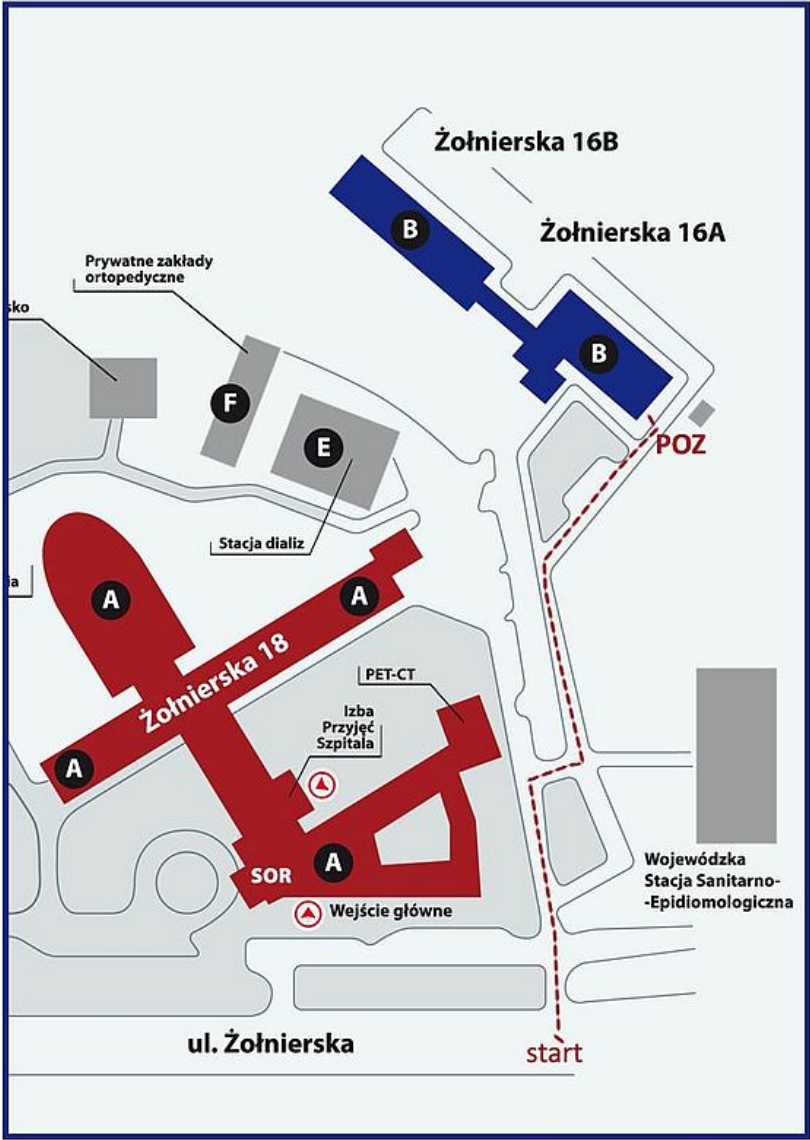 Żołnierska 16B
B
Żołnierska 16A
Prywatne zakłady
ortopedyczne
sko
B
F
E
POZ
Stacja dializ
ia
A
A
Żołnierska 18
PET-CT
Izba
Przyjęć
Szpitala
A
A
SOR
Wojewódzka
Stacja Sanitarno-
-Epidiomologiczna
Wejście główne
ul. Żołnierska
start